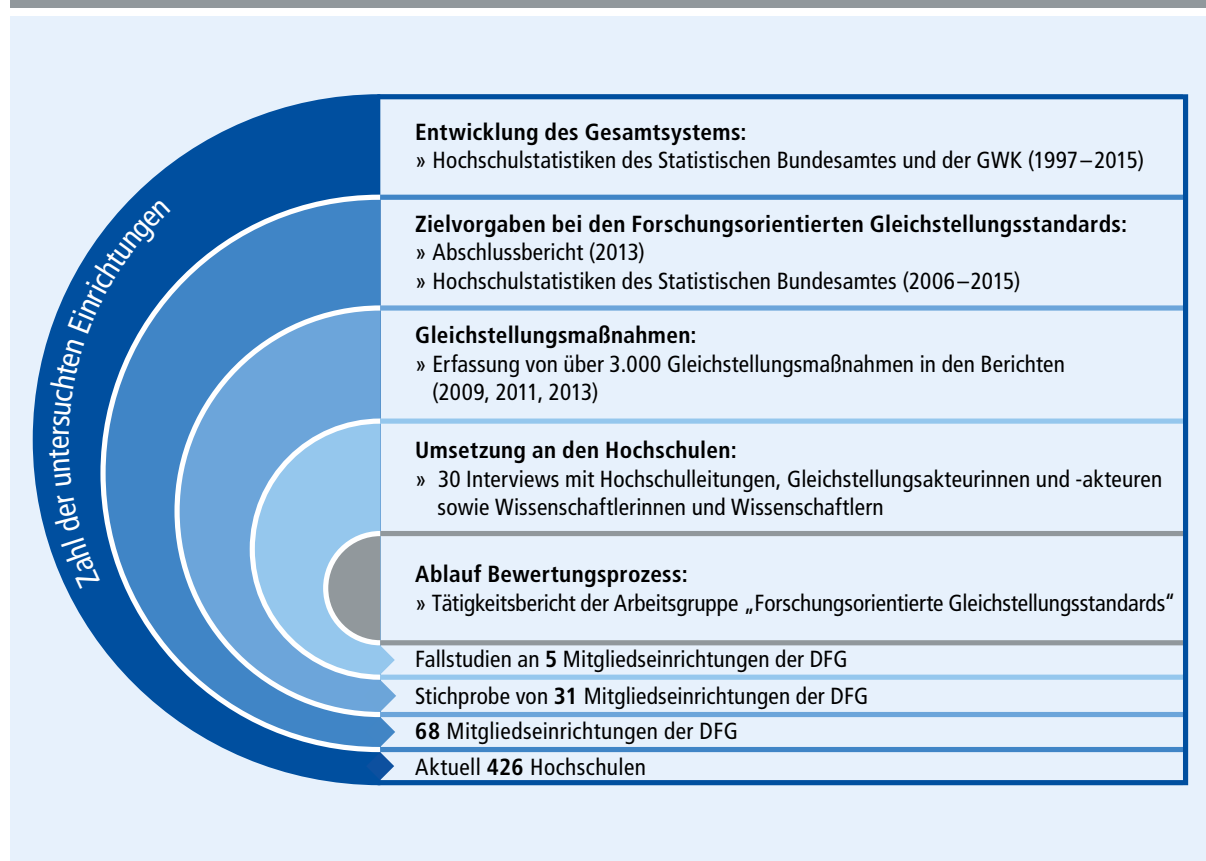 Zahl der untersuchten Einrichtungen
Entwicklung des Gesamtsystems:
» Hochschulstatistiken des Statistischen Bundesamtes und der GWK (1997–2015)
Zielvorgaben bei den Forschungsorientierten Gleichstellungsstandards:
» Abschlussbericht (2013)
» Hochschulstatistiken des Statistischen Bundesamtes (2006–2015)
Gleichstellungsmaßnahmen:
» Erfassung von über 3.000 Gleichstellungsmaßnahmen in den Berichten
(2009, 2011, 2013)
Umsetzung an den Hochschulen:
» 30 Interviews mit Hochschulleitungen, Gleichstellungsakteurinnen und -akteuren
sowie Wissenschaftlerinnen und Wissenschaftlern
Ablauf Bewertungsprozess:
» Tätigkeitsbericht der Arbeitsgruppe „Forschungsorientierte Gleichstellungsstandards“
Fallstudien an 5 Mitgliedseinrichtungen der DFG
Stichprobe von 31 Mitgliedseinrichtungen der DFG
68 Mitgliedseinrichtungen der DFG
Aktuell 426 Hochschulen